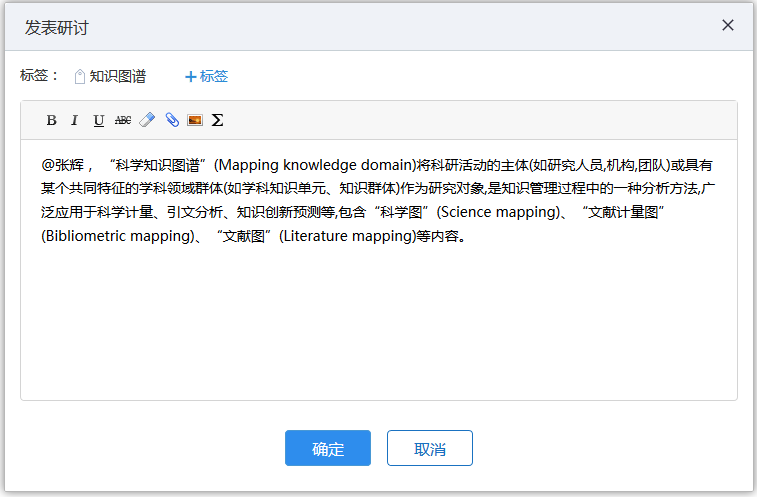 发表研讨
标签： 知识图谱 +标签
B I U ABC Σ
@张辉， “科学知识图谱”(Mapping knowledge domain)将科研活动的主体(如研究人员,机构,团队)或具有
某个共同特征的学科领域群体(如学科知识单元、知识群体)作为研究对象,是知识管理过程中的一种分析方法,广
泛应用于科学计量、引文分析、知识创新预测等,包含“科学图”(Science mapping)、 “文献计量图”
(Bibliometric mapping)、 “文献图”(Literature mapping)等内容。
确定 取消